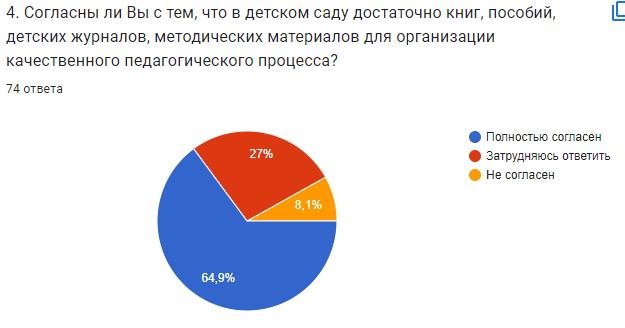 4. Согласны ли Вы с тем, что в детском саду достаточно книг, пособий,
детских журналов, методических материалов для организации
качественного педагогического процесса?
74 ответа
Полностью согласен
Затрудняюсь ответить
Не согласен
27%
8,1%
64,9%